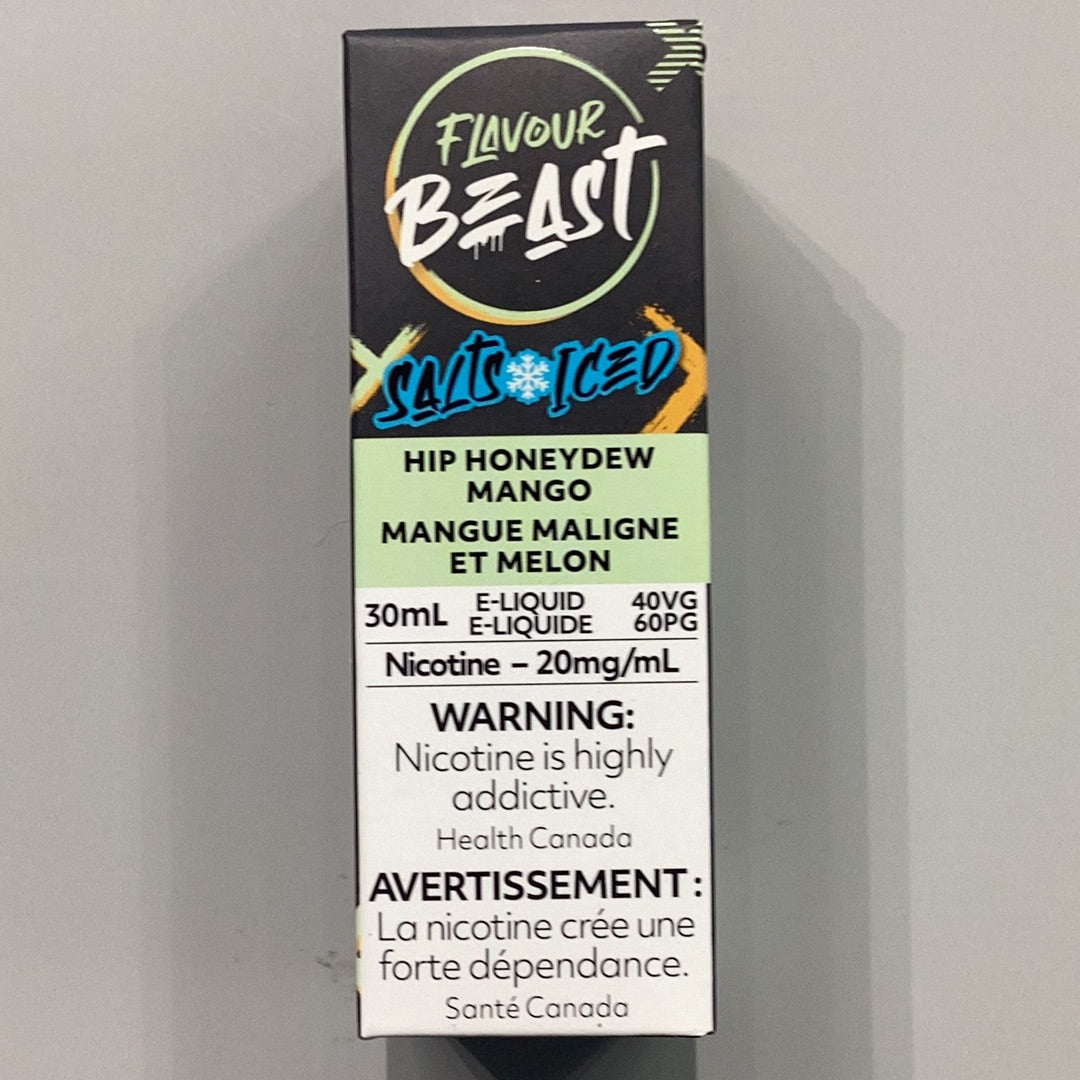 FLAVOUR
BEAST
SALTS ICED
HIP HONEYDEW
MANGO
MANGUE MALIGNE
ET MELON
30mL E-LIQUID 40VG
E-LIQUIDE 60PG
Nicotine – 20mg/mL
WARNING:
Nicotine is highly
addictive.
Health Canada
AVERTISSEMENT :
La nicotine crée une
forte dépendance.
Santé Canada